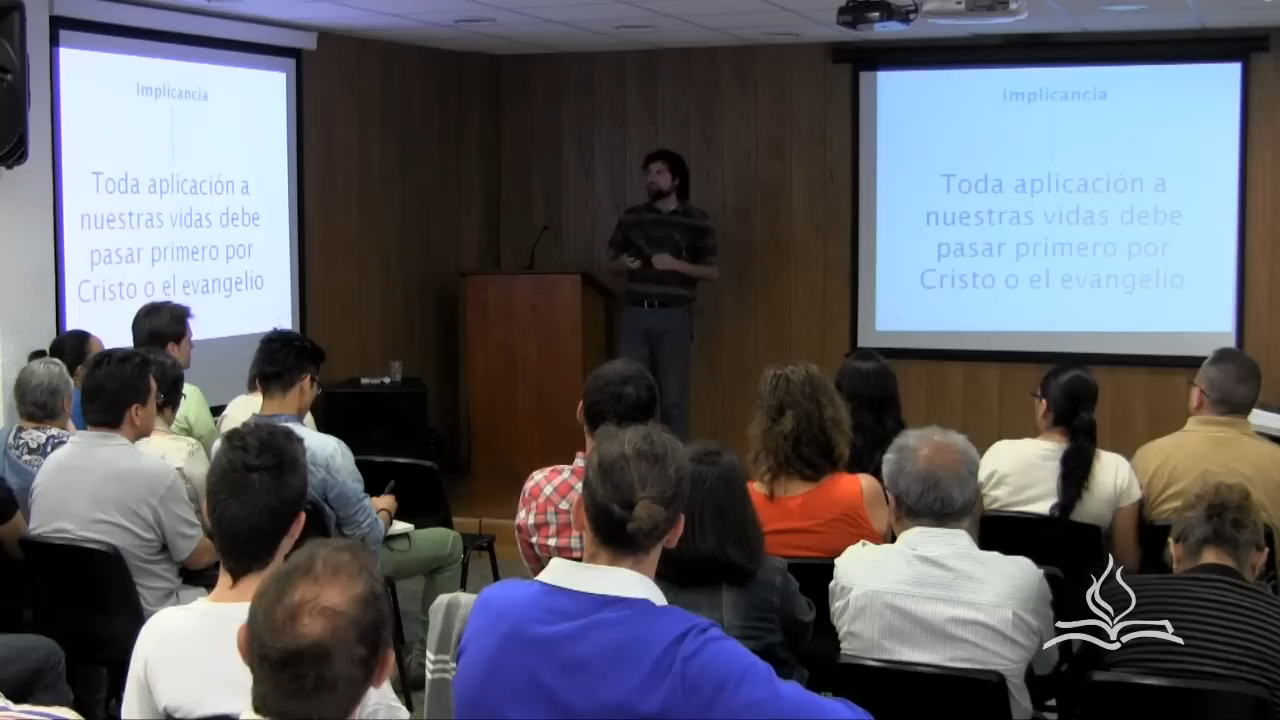 Implicancia
Toda aplicación a
nuestras vidas debe
pasar primero por
Cristo o el evangelio
Implicancia
Toda aplicación a
nuestras vidas debe
pasar primero por
Cristo o el evangelio